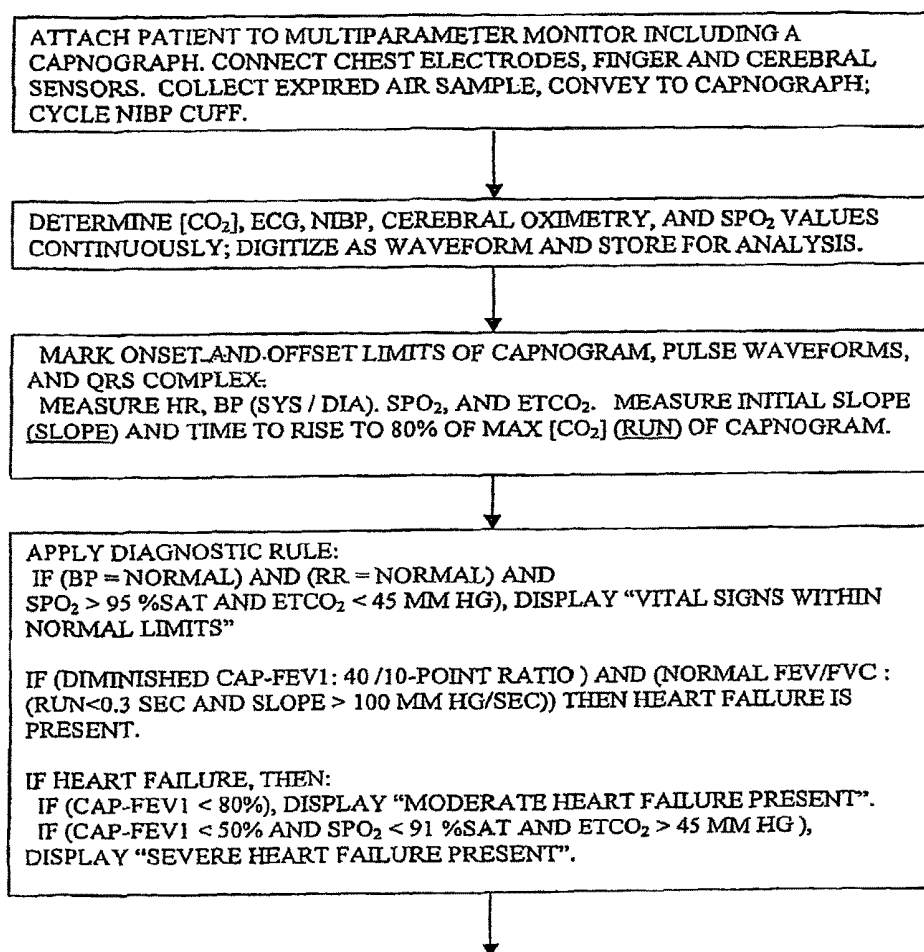 ATTACH PATIENT TO MULTIPARAMETER MONITOR INCLUDING A
CAPNOGRAPH. CONNECT CHEST ELECTRODES, FINGER AND CEREBRAL
SENSORS. COLLECT EXPIRED AIR SAMPLE, CONVEY TO CAPNOGRAPH;
CYCLE NIBP CUFF.
DETERMINE [CO₂], ECG, NIBP, CEREBRAL OXIMETRY, AND SPO₂ VALUES
CONTINUOUSLY; DIGITIZE AS WAVEFORM AND STORE FOR ANALYSIS.
MARK ONSET AND OFFSET LIMITS OF CAPNOGRAM, PULSE WAVEFORMS,
AND QRS COMPLEX.
MEASURE HR, BP (SYS / DIA). SPO₂, AND ETCO₂. MEASURE INITIAL SLOPE
(SLOPE) AND TIME TO RISE TO 80% OF MAX [CO₂] (RUN) OF CAPNOGRAM.
APPLY DIAGNOSTIC RULE:
IF (BP = NORMAL) AND (RR = NORMAL) AND
SPO₂ > 95 %SAT AND ETCO₂ < 45 MM HG), DISPLAY “VITAL SIGNS WITHIN
NORMAL LIMITS”
IF (DIMINISHED CAP-FEV1: 40 /10-POINT RATIO ) AND (NORMAL FEV/FVC :
(RUN<0.3 SEC AND SLOPE > 100 MM HG/SEC)) THEN HEART FAILURE IS
PRESENT.
IF HEART FAILURE, THEN:
IF (CAP-FEV1 < 80%), DISPLAY “MODERATE HEART FAILURE PRESENT”.
IF (CAP-FEV1 < 50% AND SPO₂ < 91 %SAT AND ETCO₂ > 45 MM HG ),
DISPLAY “SEVERE HEART FAILURE PRESENT”.